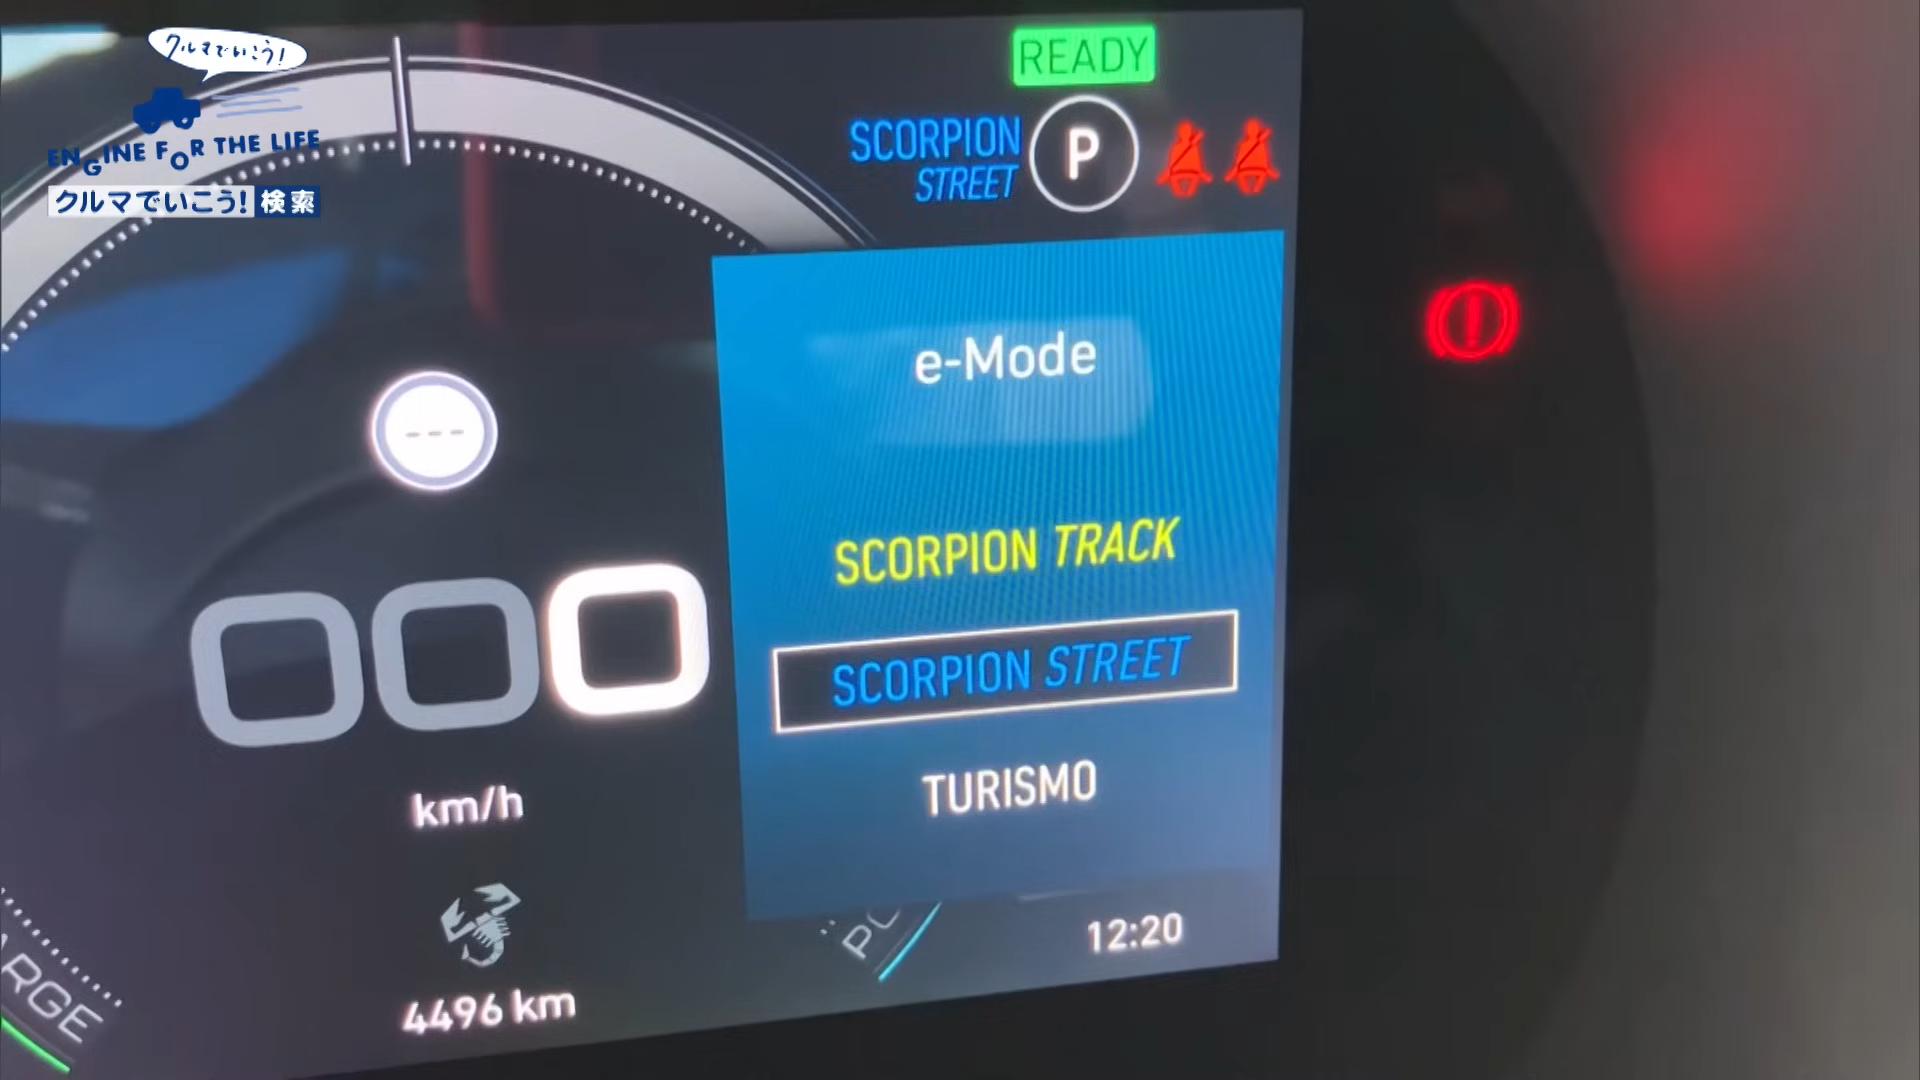 クルマでいこう!
ENGINE FOR THE LIFE
クルマでいこう! 検索
READY
SCORPION
STREET
P
e-Mode
SCORPION TRACK
SCORPION STREET
TURISMO
---
000
km/h
4496 km
12:20